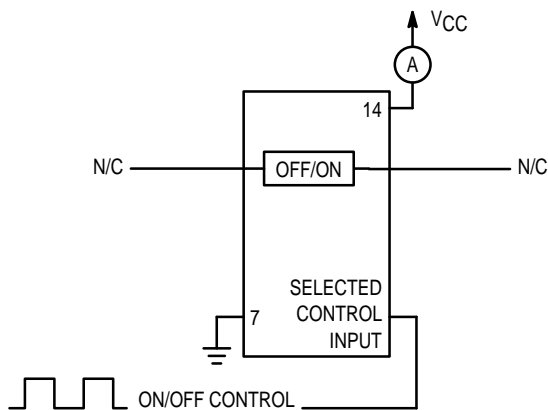 VCC
A
14
N/C
OFF/ON
N/C
SELECTED
CONTROL
INPUT
7
ON/OFF CONTROL